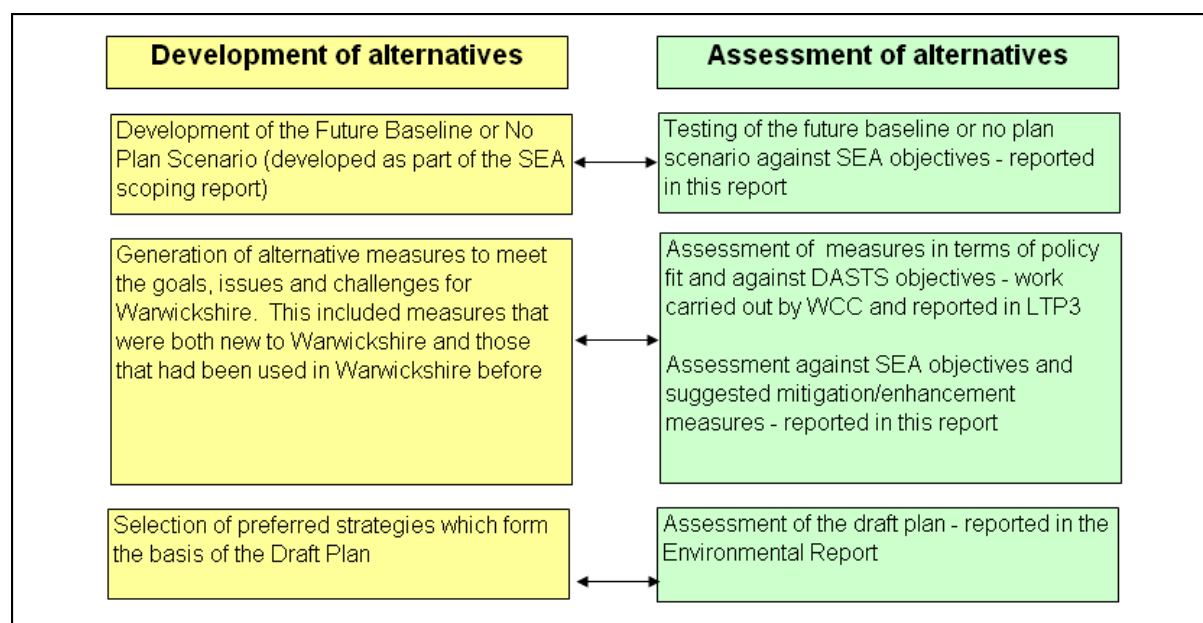 Development of alternatives
Assessment of alternatives
Development of the Future Baseline or No
Plan Scenario (developed as part of the SEA
scoping report)
Testing of the future baseline or no plan
scenario against SEA objectives - reported
in this report
Generation of alternative measures to meet
the goals, issues and challenges for
Warwickshire. This included measures that
were both new to Warwickshire and those
that had been used in Warwickshire before
Assessment of measures in terms of policy
fit and against DASTS objectives - work
carried out by WCC and reported in LTP3
Assessment against SEA objectives and
suggested mitigation/enhancement
measures - reported in this report
Selection of preferred strategies which form
the basis of the Draft Plan
Assessment of the draft plan - reported in the
Environmental Report